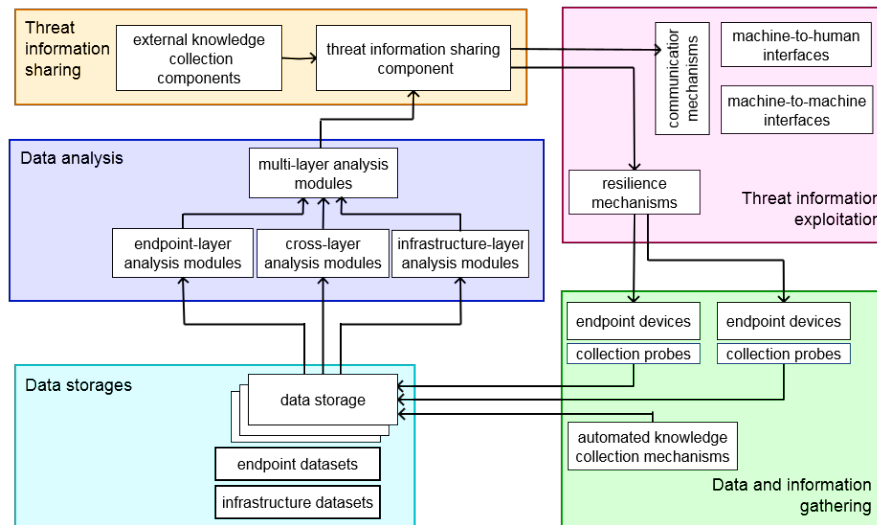 Threat
information
sharing
external knowledge
collection
components
threat information sharing
component
communication
mechanisms
machine-to-human
interfaces
machine-to-machine
interfaces
resilience
mechanisms
Threat information
exploitation
Data analysis
multi-layer analysis
modules
endpoint-layer
analysis modules
cross-layer
analysis modules
infrastructure-layer
analysis modules
endpoint devices
collection probes
endpoint devices
collection probes
automated knowledge
collection mechanisms
Data and information
gathering
Data storages
data storage
endpoint datasets
infrastructure datasets